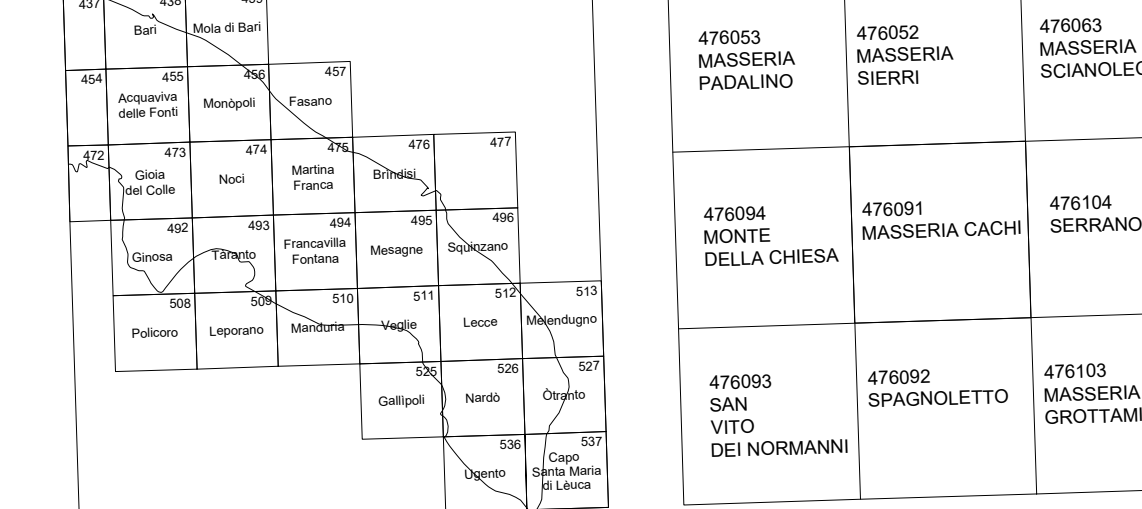 437
438
439
Bari
Mola di Bari
454
455
456
457
Acquaviva
delle Fonti
Monòpoli
Fasano
472
473
474
475
476
477
Gioia
del Colle
Noci
Martina
Franca
Brindisi
492
493
494
495
496
Ginosa
Taranto
Francavilla
Fontana
Mesagne
Squinzano
508
509
510
511
512
513
Policoro
Leporano
Manduria
Veglie
Lecce
Melendugno
525
526
527
Gallìpoli
Nardò
Òtranto
536
537
Ugento
Capo
Santa Maria
di Lèuca
476053
MASSERIA
PADALINO
476052
MASSERIA
SIERRI
476063
MASSERIA
476094
MONTE
DELLA CHIESA
476091
MASSERIA CACHI
476104
SERRANO
476093
SAN
VITO
DEI NORMANNI
476092
SPAGNOLETTO
476103
MASSERIA